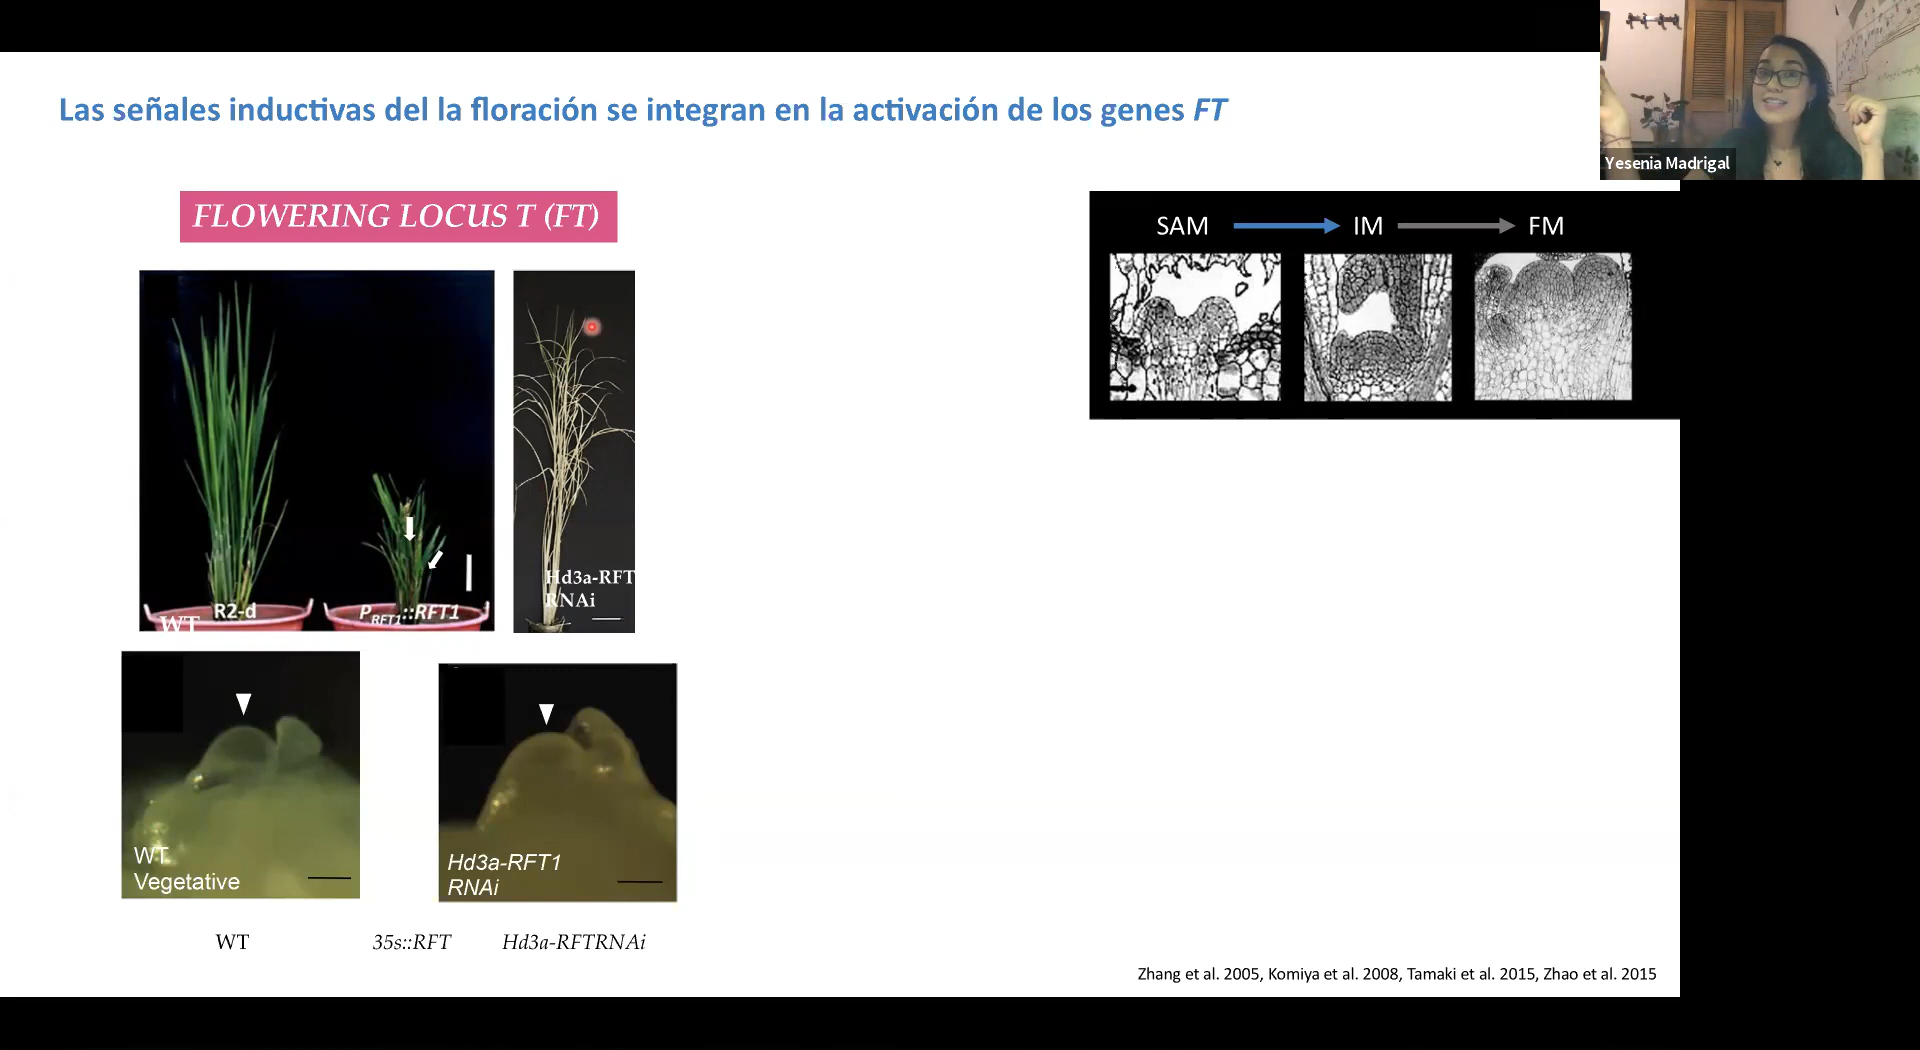 Las señales inductivas del la floración se integran en la activación de los genes FT
Yesenia Madrigal
FLOWERING LOCUS T (FT)
SAM
IM
FM
R2-d
WT
PRFT1::RFT1
Hd3a-RFT
RNAi
WT
Vegetative
Hd3a-RFT1
RNAi
WT
35s::RFT
Hd3a-RFTRNAi
Zhang et al. 2005, Komiya et al. 2008, Tamaki et al. 2015, Zhao et al. 2015